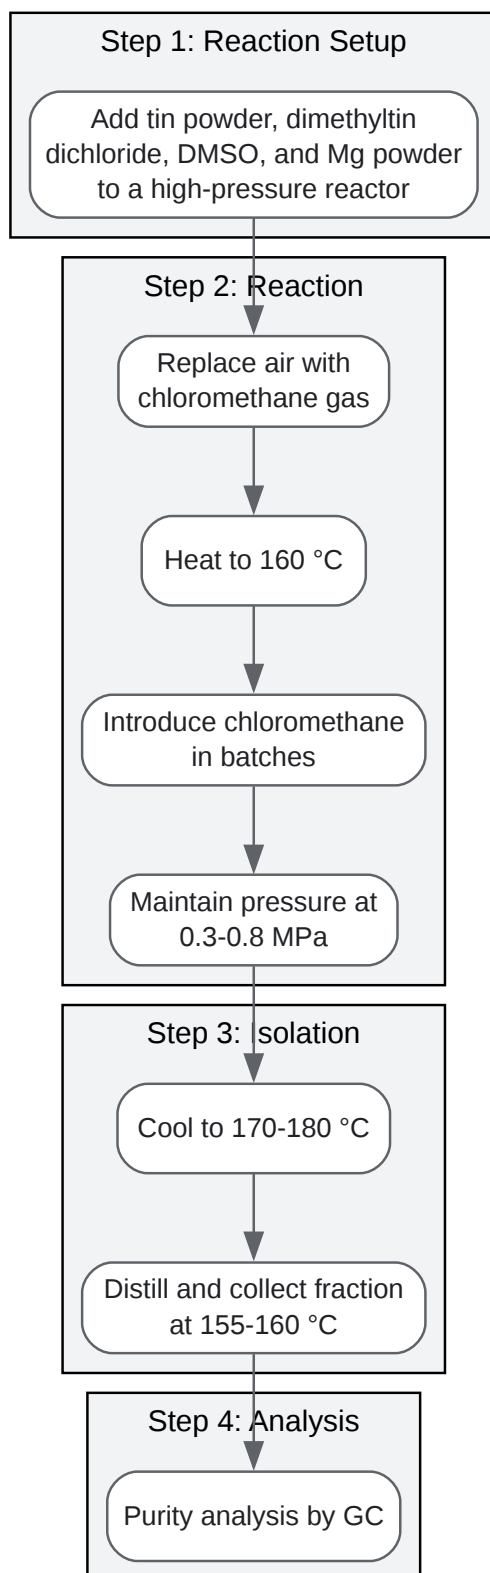 Step 1: Reaction Setup
Add tin powder, dimethyltin
dichloride, DMSO, and Mg powder
to a high-pressure reactor
Step 2: Reaction
Replace air with
chloromethane gas
Heat to 160 °C
Introduce chloromethane
in batches
Maintain pressure at
0.3-0.8 MPa
Step 3: Isolation
Cool to 170-180 °C
Distill and collect fraction
at 155-160 °C
Step 4: Analysis
Purity analysis by GC